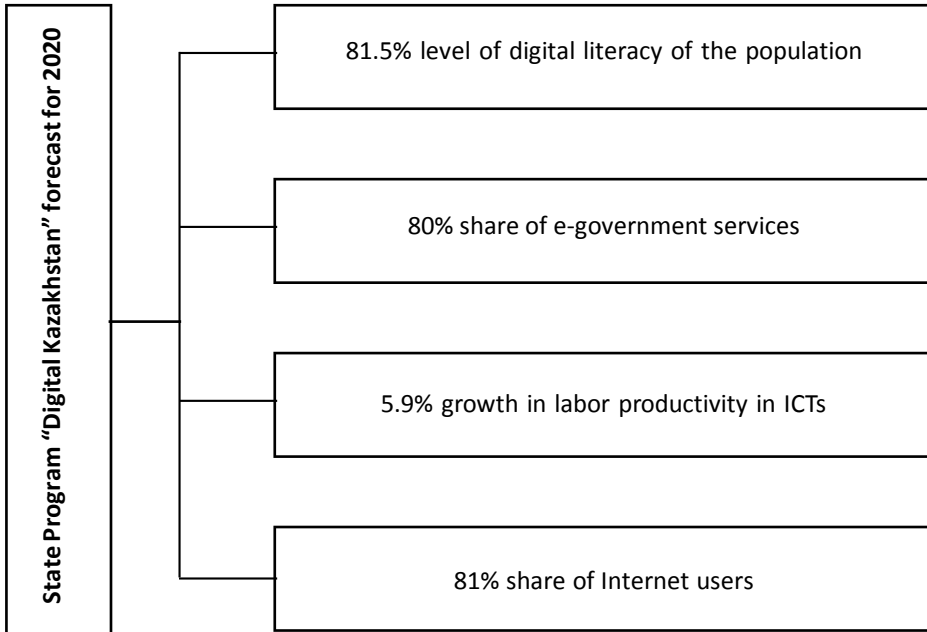 State Program “Digital Kazakhstan” forecast for 2020
81.5% level of digital literacy of the population
80% share of e-government services
5.9% growth in labor productivity in ICTs
81% share of Internet users